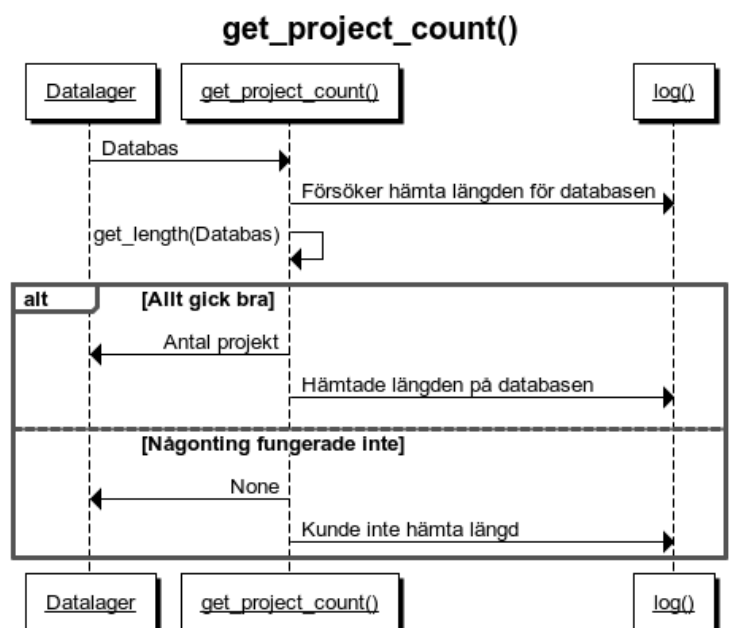 get_project_count()
Datalager
get_project_count()
log()
Databas
Försöker hämta längden för databasen
get_length(Databas)
alt
[Allt gick bra]
Antal projekt
Hämtade längden på databasen
[Någonting fungerade inte]
None
Kunde inte hämta längd
Datalager
get_project_count()
log()